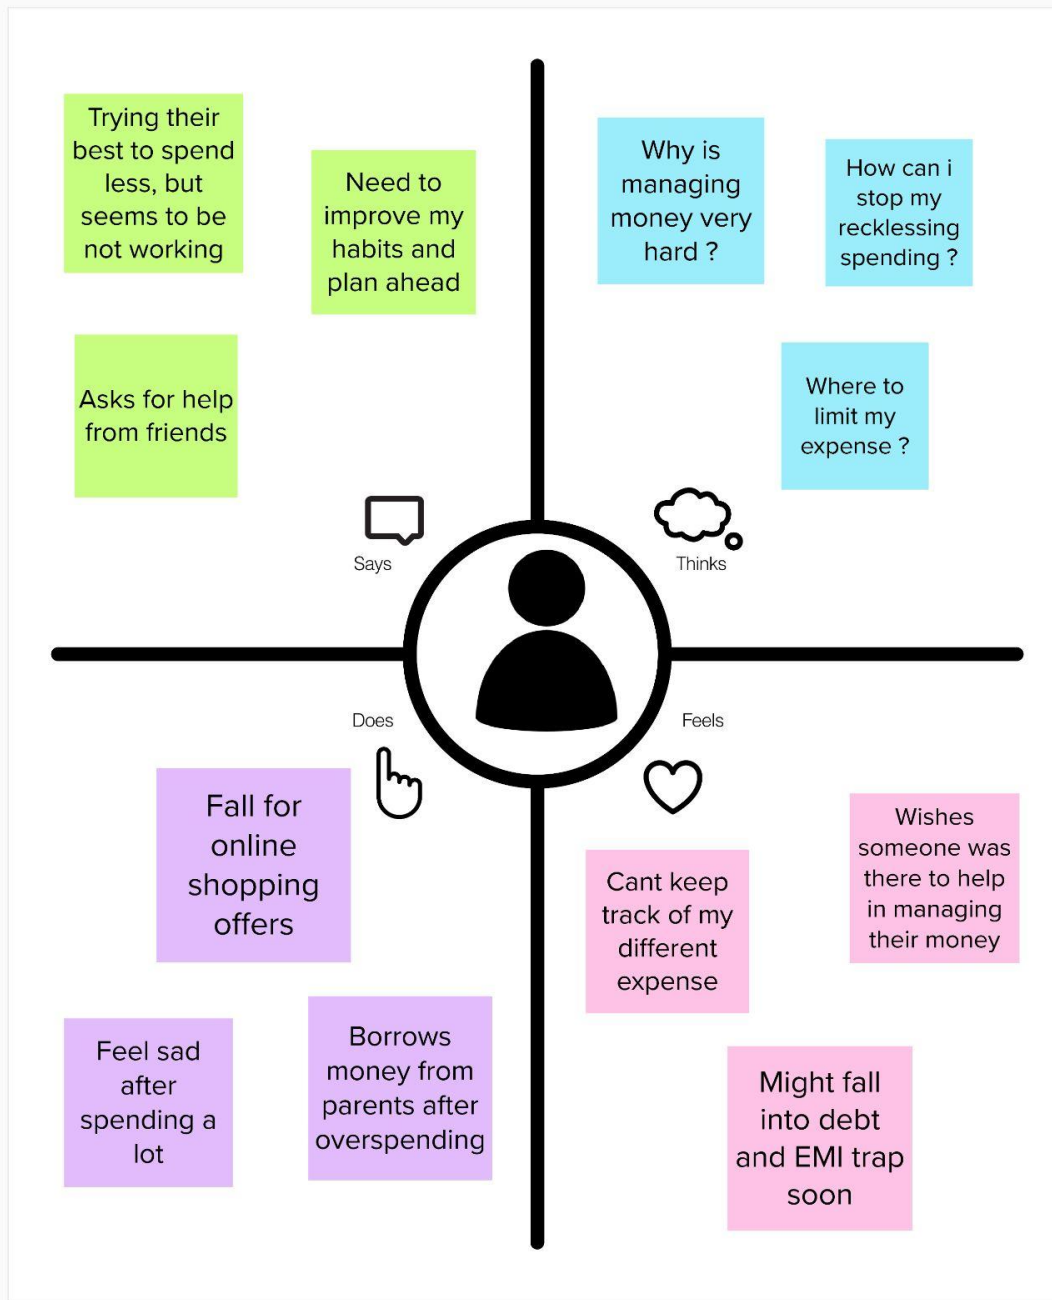 Trying their
best to spend
less, but
seems to be
not working
Need to
improve my
habits and
plan ahead
Asks for help
from friends
Says
Why is
managing
money very
hard ?
How can i
stop my
recklessing
spending ?
Where to
limit my
expense ?
Thinks
Does
Fall for
online
shopping
offers
Feel sad
after
spending a
lot
Borrows
money from
parents after
overspending
Feels
Cant keep
track of my
different
expense
Wishes
someone was
there to help
in managing
their money
Might fall
into debt
and EMI trap
soon